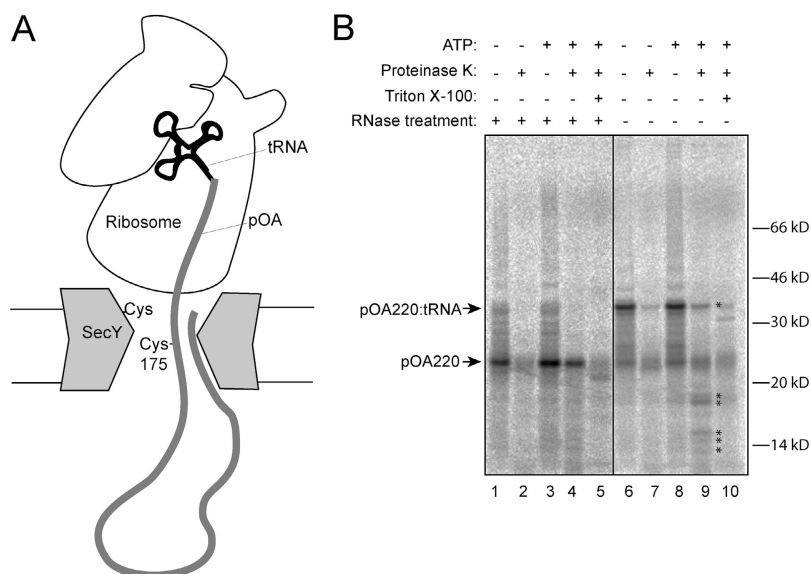 A
tRNA
Ribosome
pOA
Cys
SecY
Cys-
175
B
ATP: - - + + + - - + + +
Proteinase K: - + - + + - + - + +
Triton X-100: - - - - + - - - - +
RNase treatment: + + + + + - - - - -
66 kD
46 kD
pOA220:tRNA
*
30 kD
pOA220
20 kD
*
*
*
*
*
14 kD
1 2 3 4 5 6 7 8 9 10